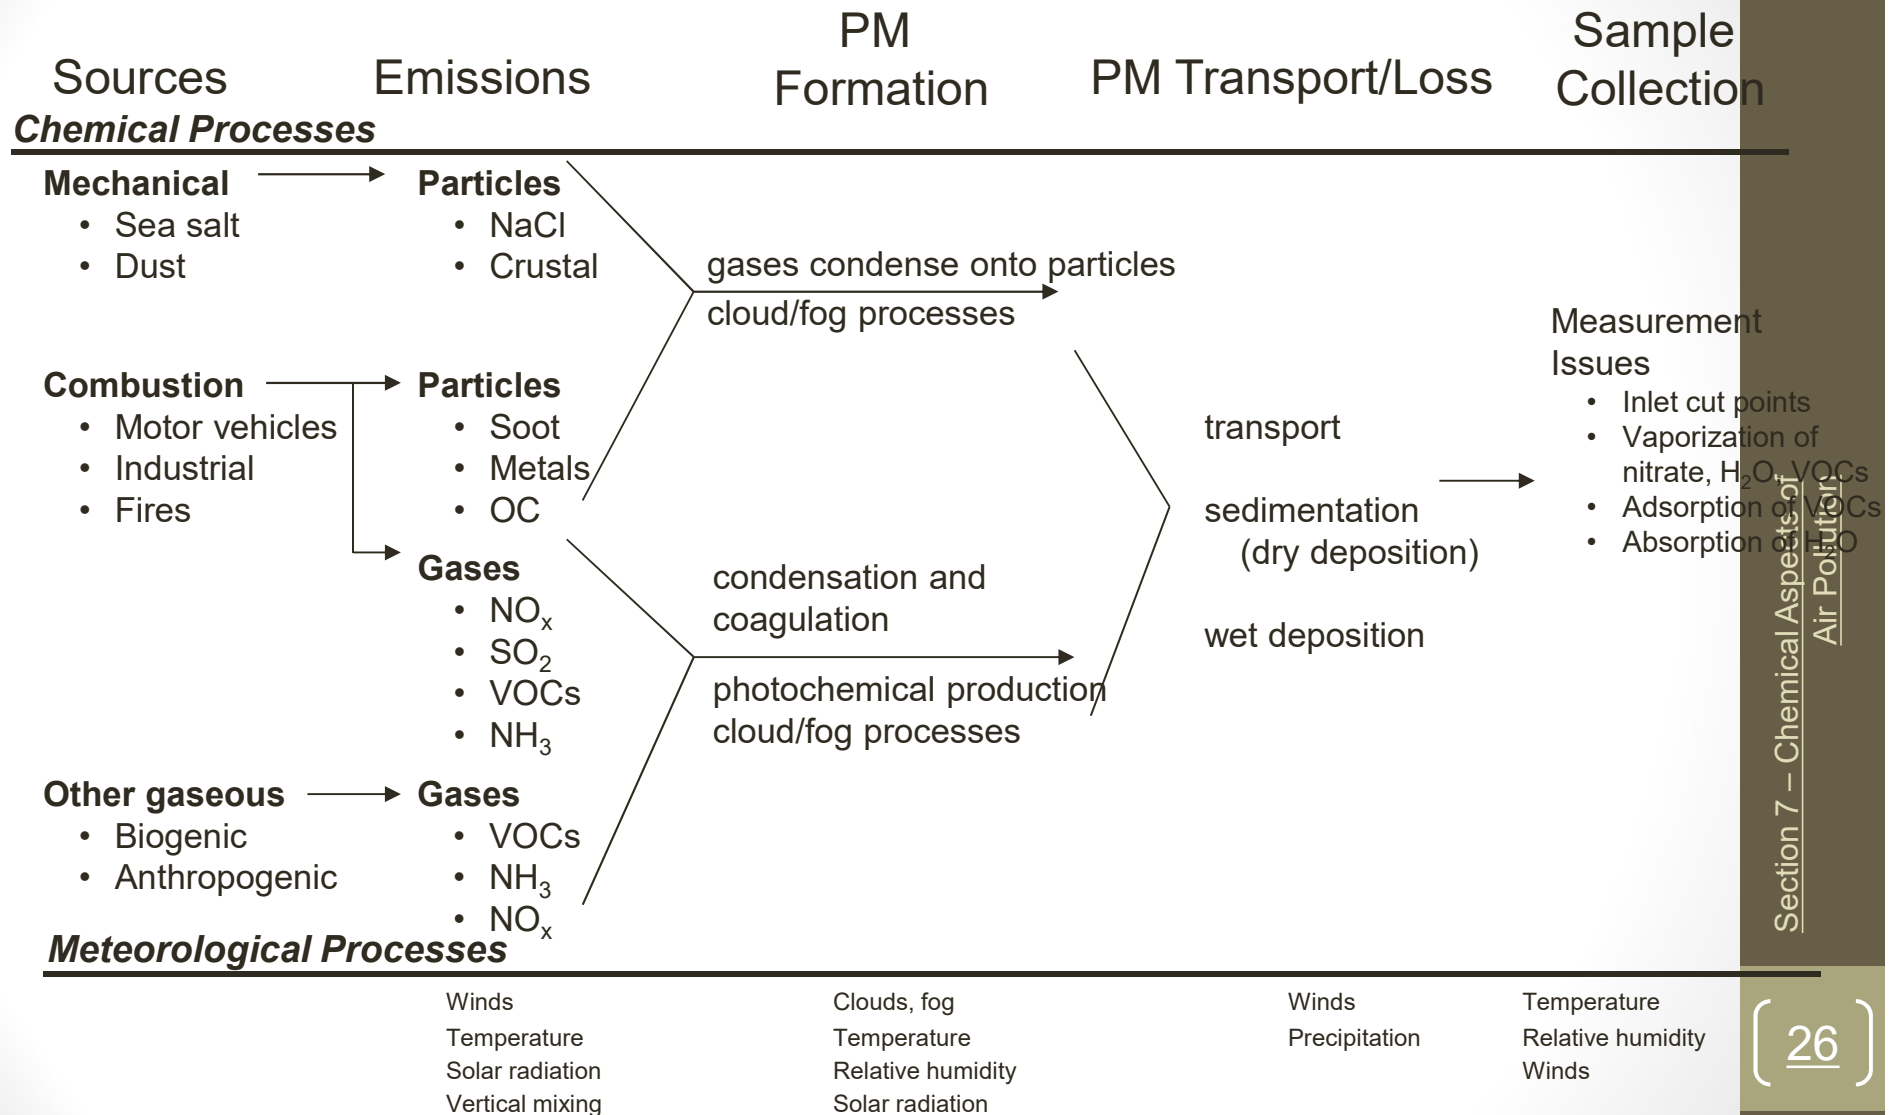 Sources
Emissions
PM
Formation
PM Transport/Loss
Sample
Collection
Chemical Processes
Mechanical
• Sea salt
• Dust
Particles
• NaCl
• Crustal
gases condense onto particles
cloud/fog processes
Combustion
• Motor vehicles
• Industrial
• Fires
Particles
• Soot
• Metals
• OC
Gases
• NOx
• SO2
• VOCs
• NH3
condensation and
coagulation
photochemical production
cloud/fog processes
transport
sedimentation
(dry deposition)
wet deposition
Measurement
Issues
• Inlet cut points
• Vaporization of
nitrate, H2O, VOCs
• Adsorption of VOCs
• Absorption of H2O
Other gaseous
• Biogenic
• Anthropogenic
Gases
• VOCs
• NH3
• NOx
Meteorological Processes
Winds
Temperature
Solar radiation
Vertical mixing
Clouds, fog
Temperature
Relative humidity
Solar radiation
Winds
Precipitation
Temperature
Relative humidity
Winds
Section 7 – Chemical Aspects of
Air Pollution
26